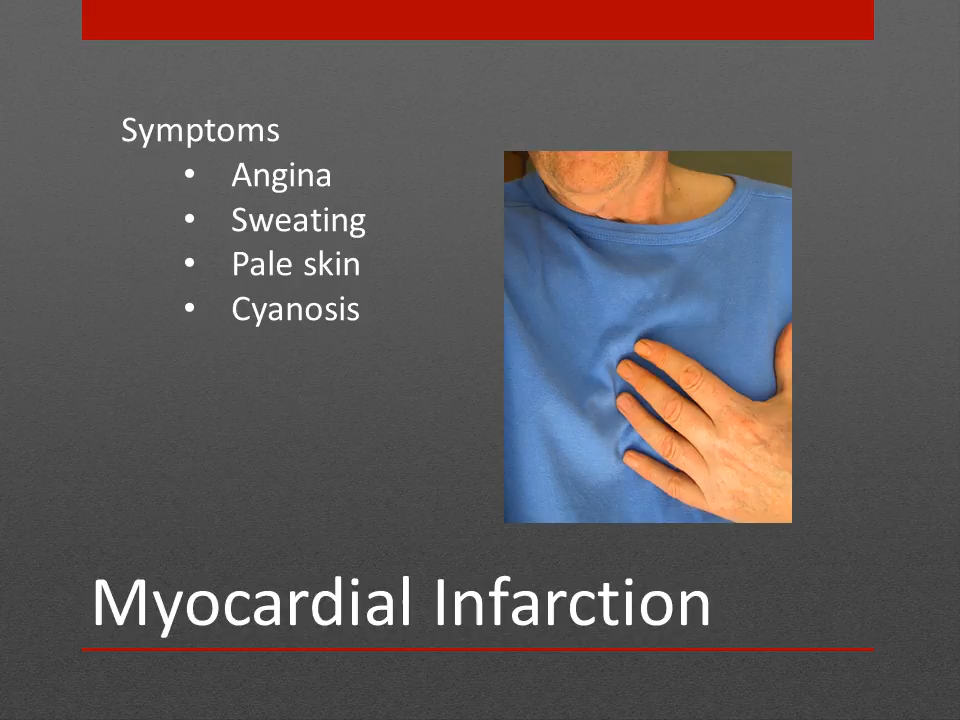 Symptoms
• Angina
• Sweating
• Pale skin
• Cyanosis
Myocardial Infarction